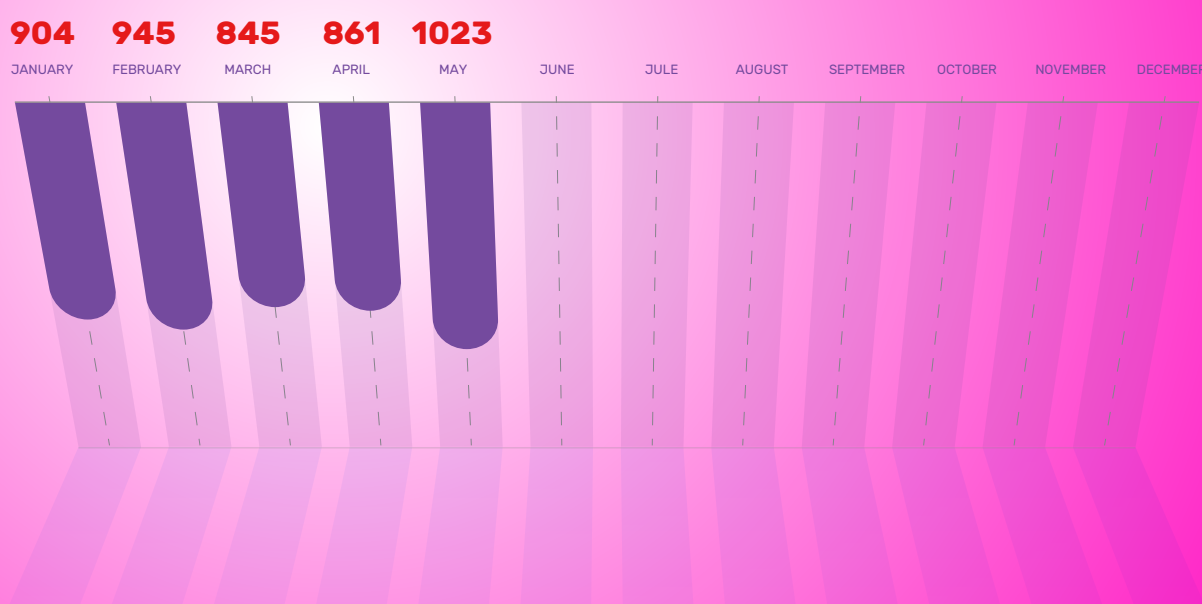 904 945 845 861 1023
JANUARY FEBRUARY MARCH APRIL MAY JUNE JULE AUGUST SEPTEMBER OCTOBER NOVEMBER DECEMBER